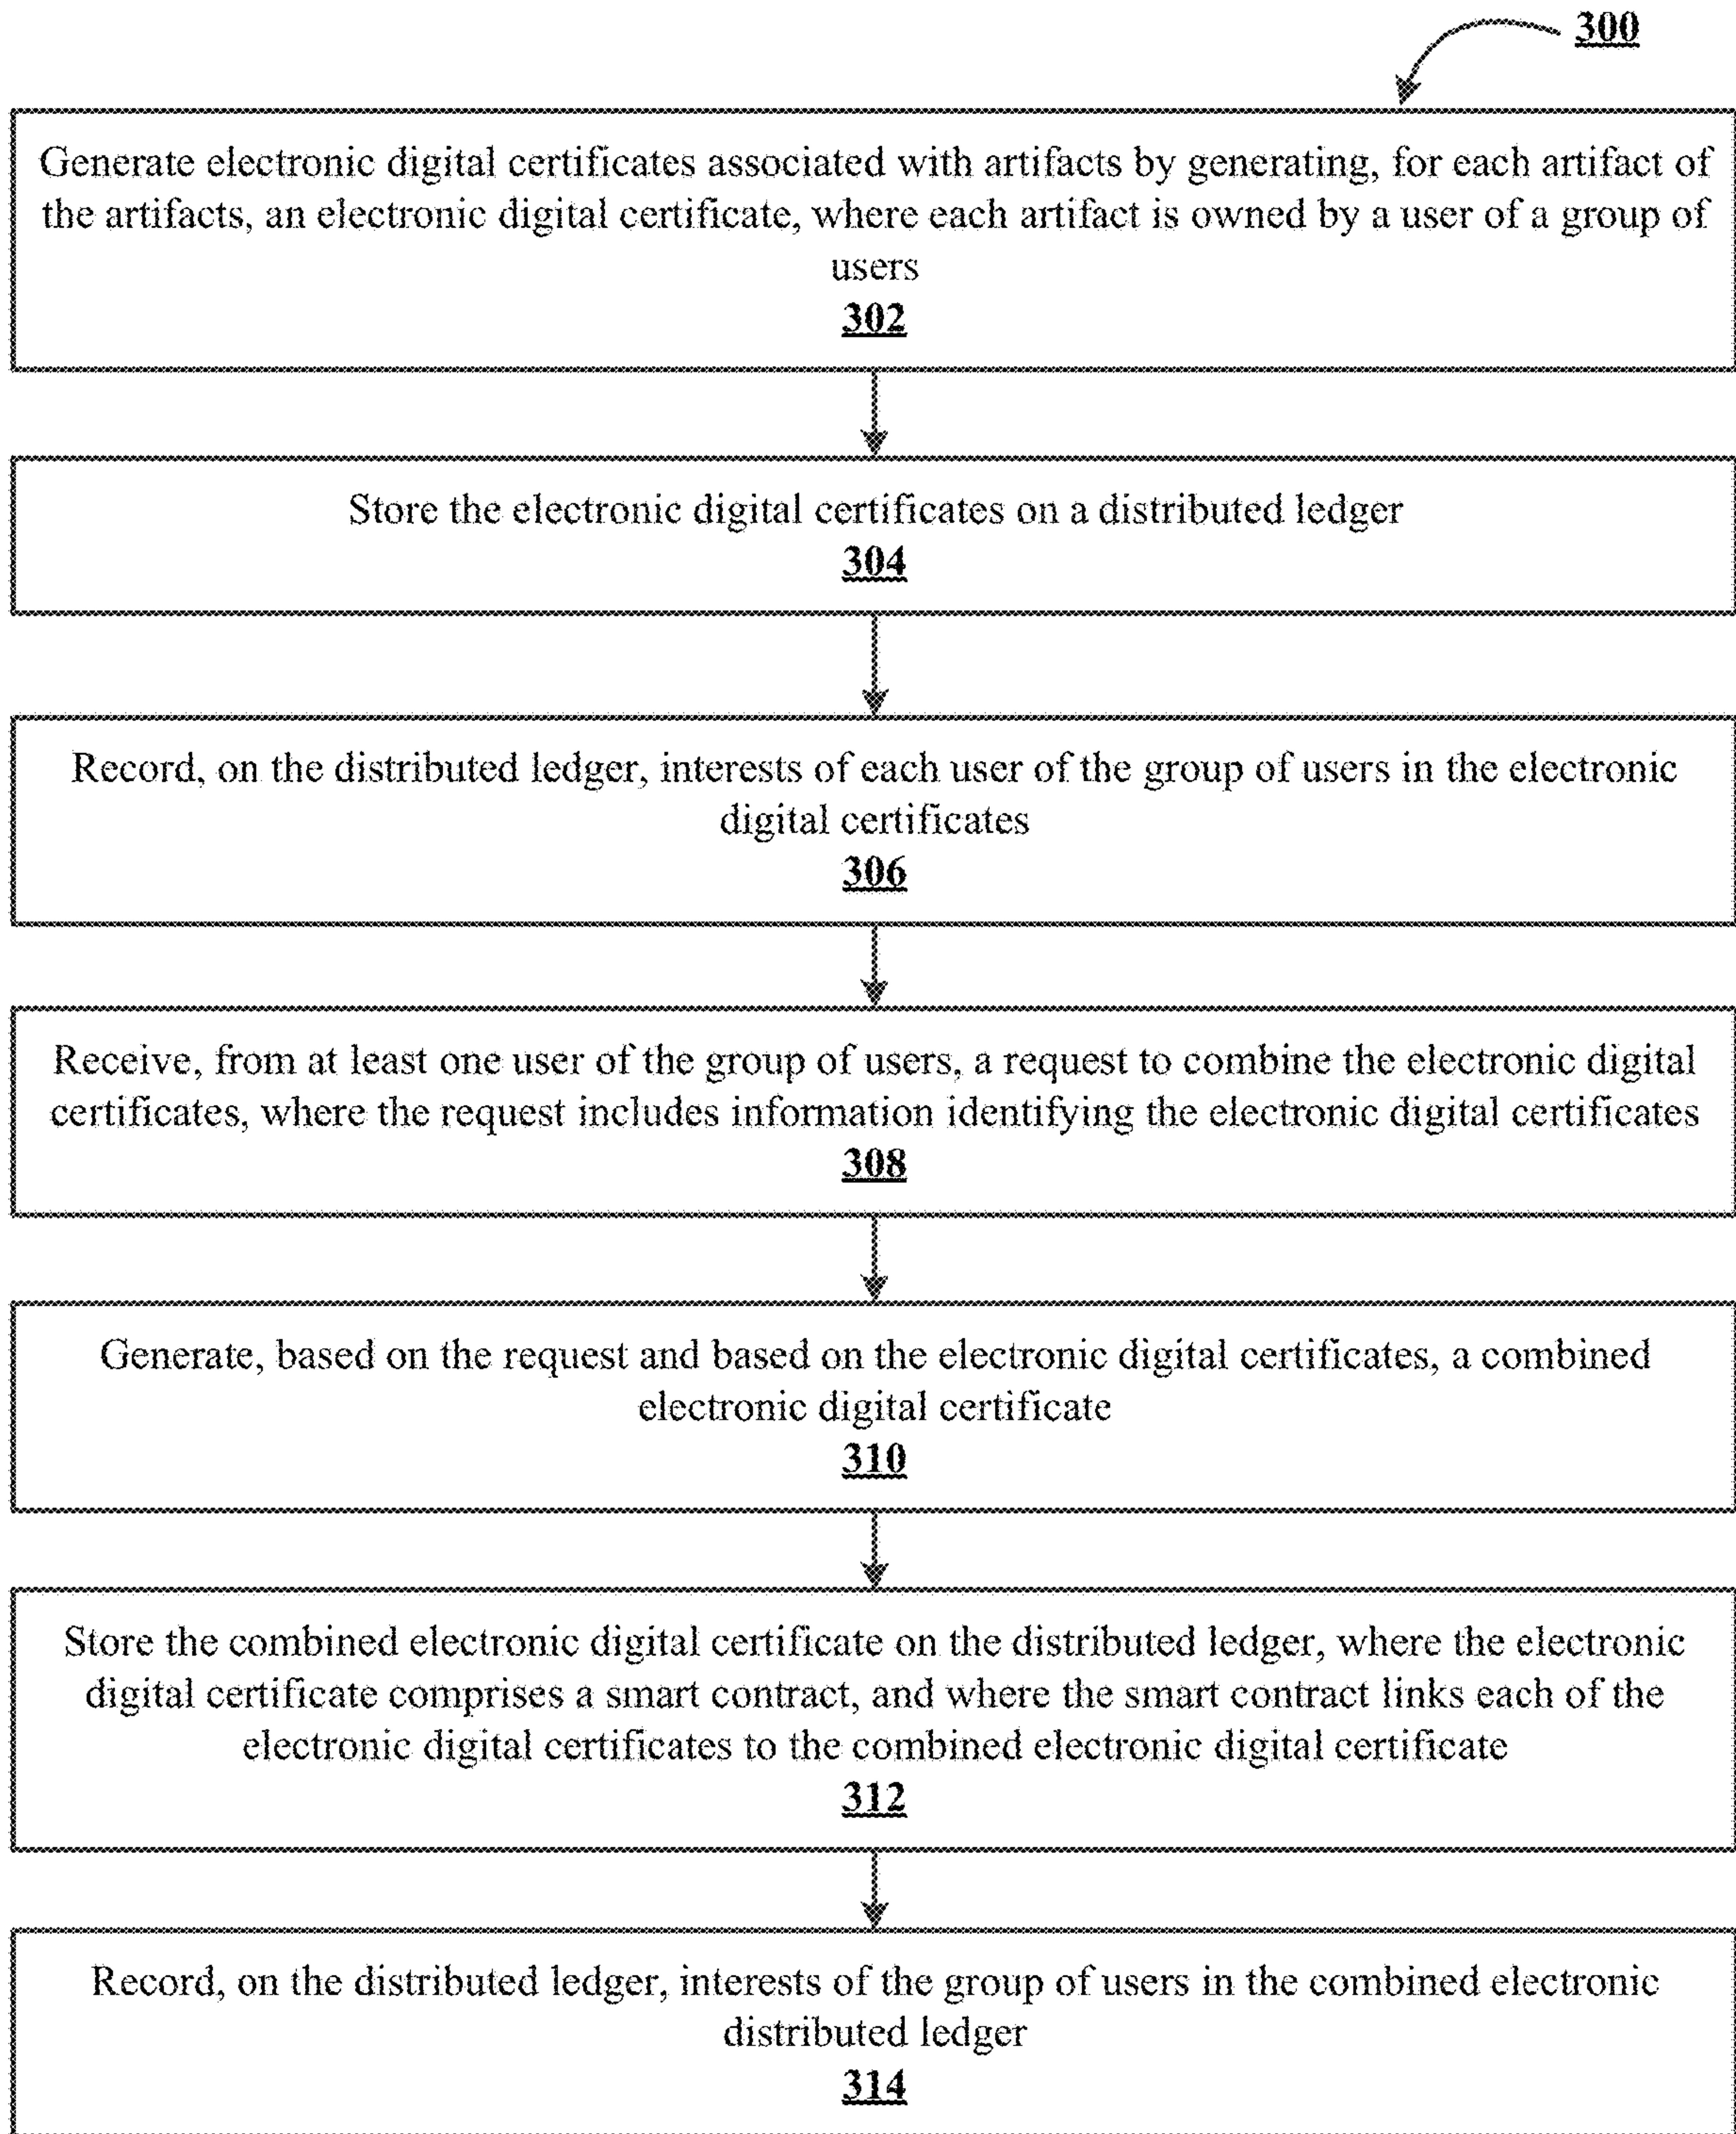 300
Generate electronic digital certificates associated with artifacts by generating, for each artifact of
the artifacts, an electronic digital certificate, where each artifact is owned by a user of a group of
users
302
Store the electronic digital certificates on a distributed ledger
304
Record, on the distributed ledger, interests of each user of the group of users in the electronic
digital certificates
306
Receive, from at least one user of the group of users, a request to combine the electronic digital
certificates, where the request includes information identifying the electronic digital certificates
308
Generate, based on the request and based on the electronic digital certificates, a combined
electronic digital certificate
310
Store the combined electronic digital certificate on the distributed ledger, where the electronic
digital certificate comprises a smart contract, and where the smart contract links each of the
electronic digital certificates to the combined electronic digital certificate
312
Record, on the distributed ledger, interests of the group of users in the combined electronic
distributed ledger
314